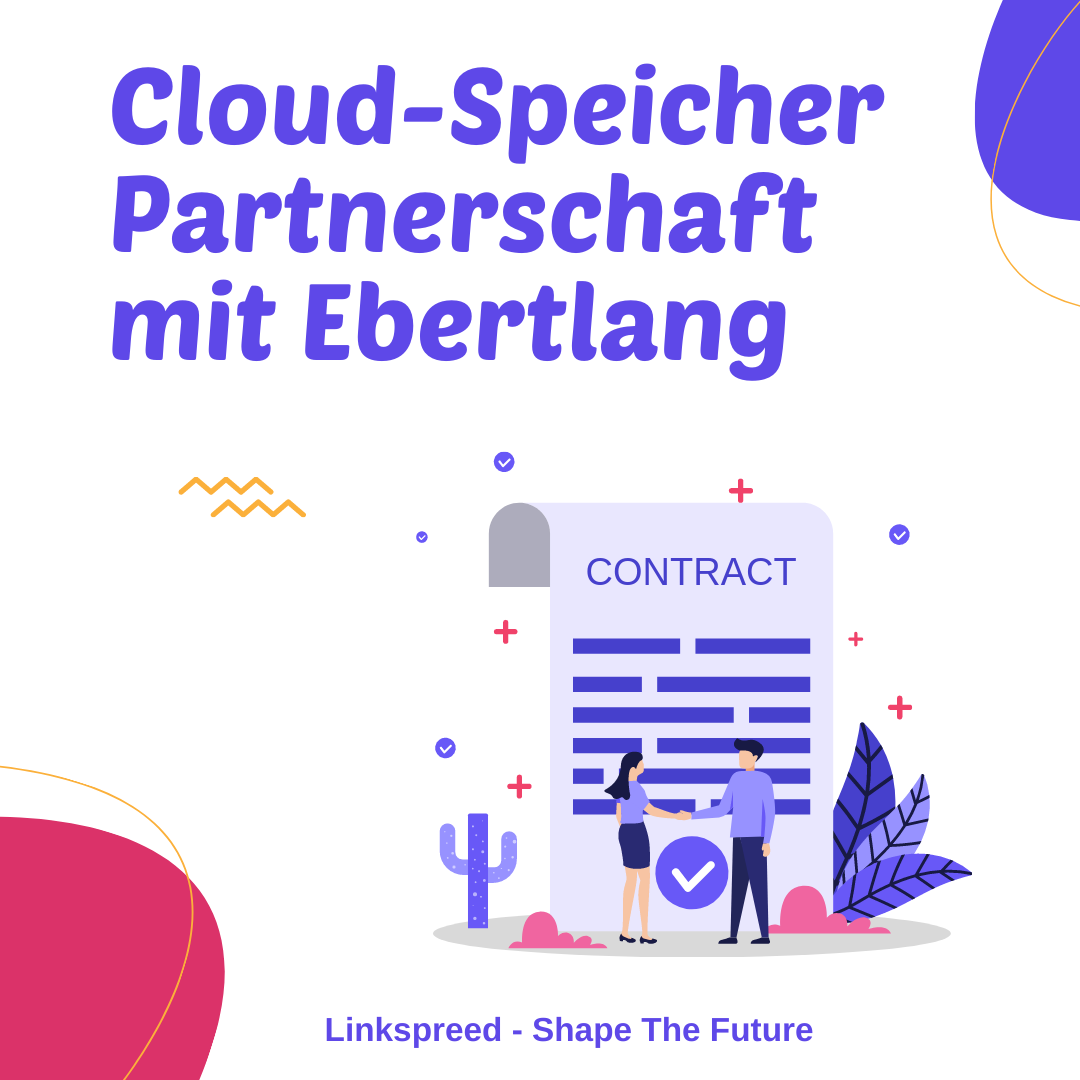 Cloud-Speicher
Partnerschaft
mit Ebertlang
CONTRACT
Linkspreed - Shape The Future